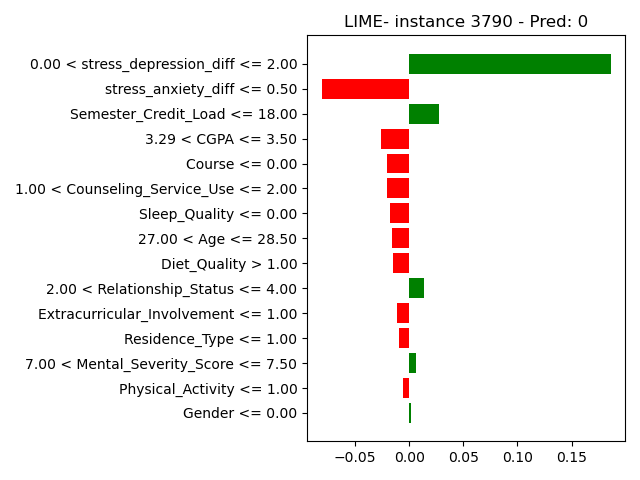 LIME- instance 3790 - Pred: 0
0.00 < stress_depression_diff <= 2.00
stress_anxiety_diff <= 0.50
Semester_Credit_Load <= 18.00
3.29 < CGPA <= 3.50
Course <= 0.00
1.00 < Counseling_Service_Use <= 2.00
Sleep_Quality <= 0.00
27.00 < Age <= 28.50
Diet_Quality > 1.00
2.00 < Relationship_Status <= 4.00
Extracurricular_Involvement <= 1.00
Residence_Type <= 1.00
7.00 < Mental_Severity_Score <= 7.50
Physical_Activity <= 1.00
Gender <= 0.00
−0.05 0.00 0.05 0.10 0.15